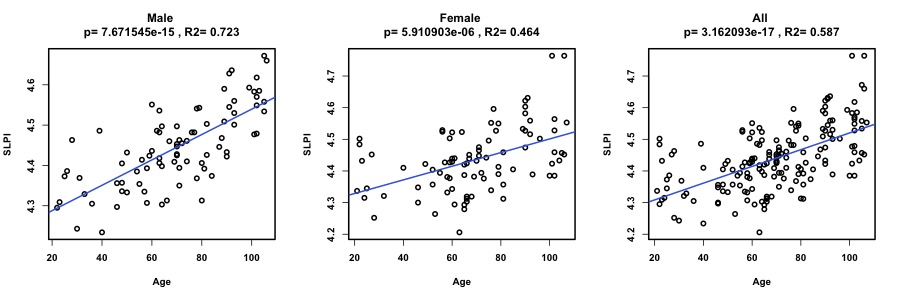 Male
p= 7.671545e-15 , R2= 0.723
SLPI
4.6
4.5
4.4
4.3
20 40 60 80 100
Age
Female
p= 5.910903e-06 , R2= 0.464
SLPI
4.7
4.6
4.5
4.4
4.3
4.2
20 40 60 80 100
Age
All
p= 3.162093e-17 , R2= 0.587
SLPI
4.7
4.6
4.5
4.4
4.3
4.2
20 40 60 80 100
Age